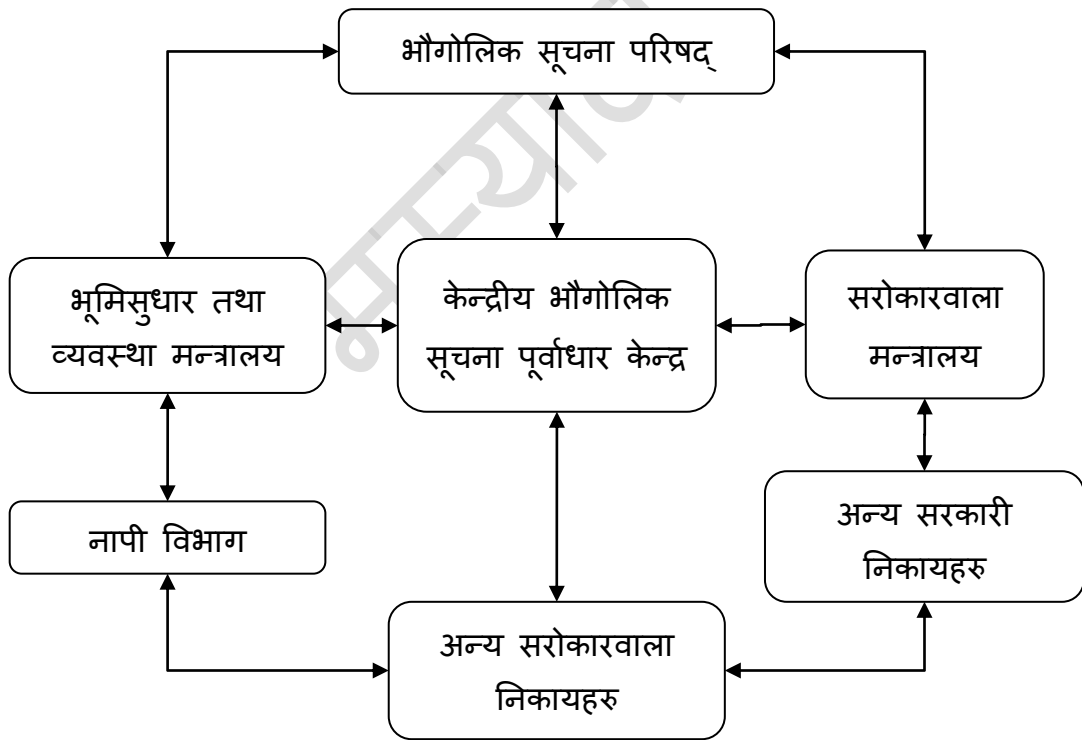 भौगोलिक सूचना परिषद्
भूमिसुधार तथा
व्यवस्था मन्त्रालय
केन्द्रीय भौगोलिक
सूचना पूर्वाधार केन्द्र
सरोकारवाला
मन्त्रालय
नापी विभाग
अन्य सरकारी
निकायहरु
अन्य सरोकारवाला
निकायहरु